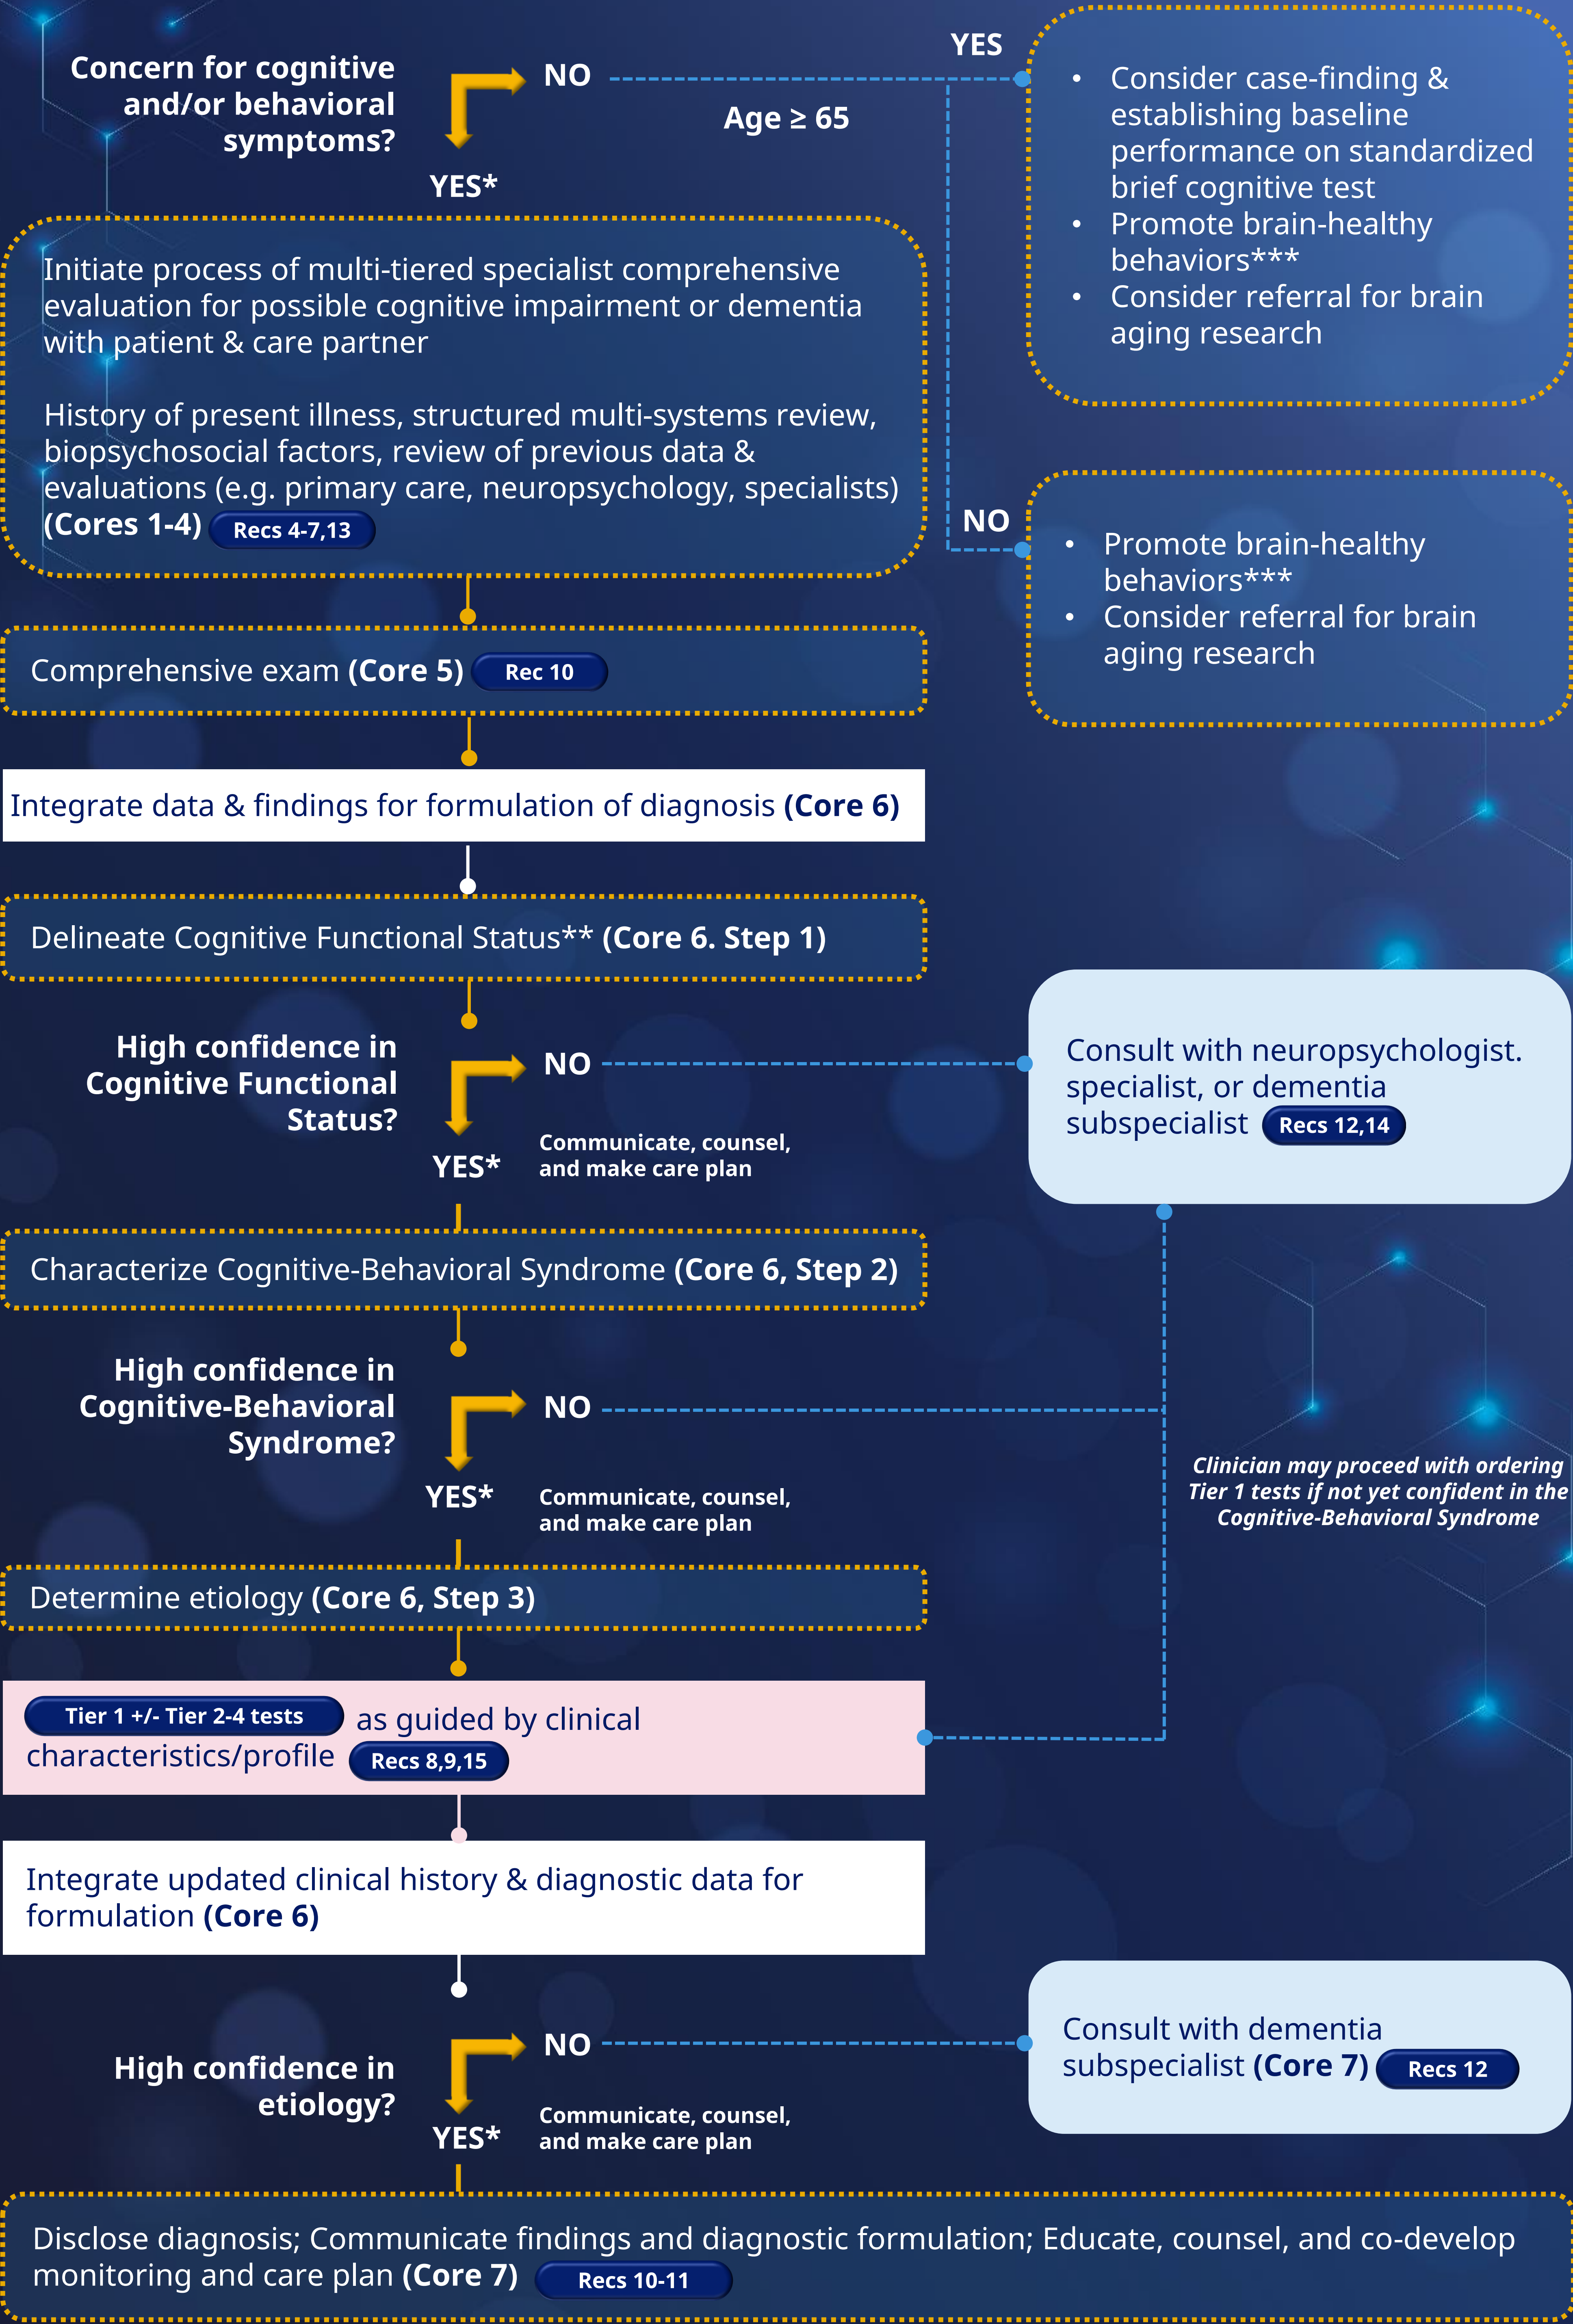 Concern for cognitive
and/or behavioral
symptoms?
NO
YES*
Age ≥ 65
YES
• Consider case-finding &
establishing baseline
performance on standardized
brief cognitive test
• Promote brain-healthy
behaviors***
• Consider referral for brain
aging research
NO
• Promote brain-healthy
behaviors***
• Consider referral for brain
aging research
Initiate process of multi-tiered specialist comprehensive
evaluation for possible cognitive impairment or dementia
with patient & care partner
History of present illness, structured multi-systems review,
biopsychosocial factors, review of previous data &
evaluations (e.g. primary care, neuropsychology, specialists)
(Cores 1-4) Recs 4-7,13
Comprehensive exam (Core 5) Rec 10
Integrate data & findings for formulation of diagnosis (Core 6)
Delineate Cognitive Functional Status** (Core 6. Step 1)
High confidence in
Cognitive Functional
Status?
NO
YES*
Communicate, counsel,
and make care plan
Consult with neuropsychologist.
specialist, or dementia
subspecialist Recs 12,14
Characterize Cognitive-Behavioral Syndrome (Core 6, Step 2)
High confidence in
Cognitive-Behavioral
Syndrome?
NO
YES*
Communicate, counsel,
and make care plan
Clinician may proceed with ordering
Tier 1 tests if not yet confident in the
Cognitive-Behavioral Syndrome
Determine etiology (Core 6, Step 3)
Tier 1 +/- Tier 2-4 tests as guided by clinical
characteristics/profile Recs 8,9,15
Integrate updated clinical history & diagnostic data for
formulation (Core 6)
High confidence in
etiology?
NO
YES*
Communicate, counsel,
and make care plan
Consult with dementia
subspecialist (Core 7) Recs 12
Disclose diagnosis; Communicate findings and diagnostic formulation; Educate, counsel, and co-develop
monitoring and care plan (Core 7) Recs 10-11